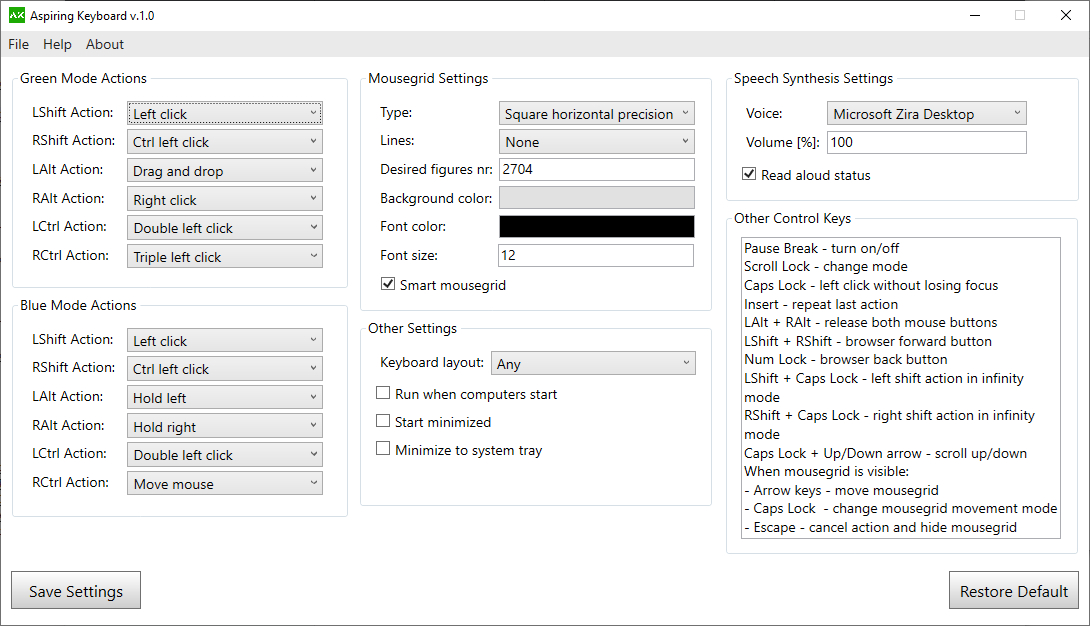 AK Aspiring Keyboard v.1.0
File Help About
Green Mode Actions
LShift Action: Left click
RShift Action: Ctrl left click
LAlt Action: Drag and drop
RAlt Action: Right click
LCtrl Action: Double left click
RCtrl Action: Triple left click
Blue Mode Actions
LShift Action: Left click
RShift Action: Ctrl left click
LAlt Action: Hold left
RAlt Action: Hold right
LCtrl Action: Double left click
RCtrl Action: Move mouse
Mousegrid Settings
Type: Square horizontal precision
Lines: None
Desired figures nr: 2704
Background color:
Font color:
Font size: 12
Smart mousegrid
Other Settings
Keyboard layout: Any
Run when computers start
Start minimized
Minimize to system tray
Speech Synthesis Settings
Voice: Microsoft Zira Desktop
Volume [%]: 100
Read aloud status
Other Control Keys
Pause Break - turn on/off
Scroll Lock - change mode
Caps Lock - left click without losing focus
Insert - repeat last action
LAlt + RAlt - release both mouse buttons
LShift + RShift - browser forward button
Num Lock - browser back button
LShift + Caps Lock - left shift action in infinity
mode
RShift + Caps Lock - right shift action in infinity
mode
Caps Lock + Up/Down arrow - scroll up/down
When mousegrid is visible:
- Arrow keys - move mousegrid
- Caps Lock  - change mousegrid movement mode
- Escape - cancel action and hide mousegrid
Save Settings
Restore Default